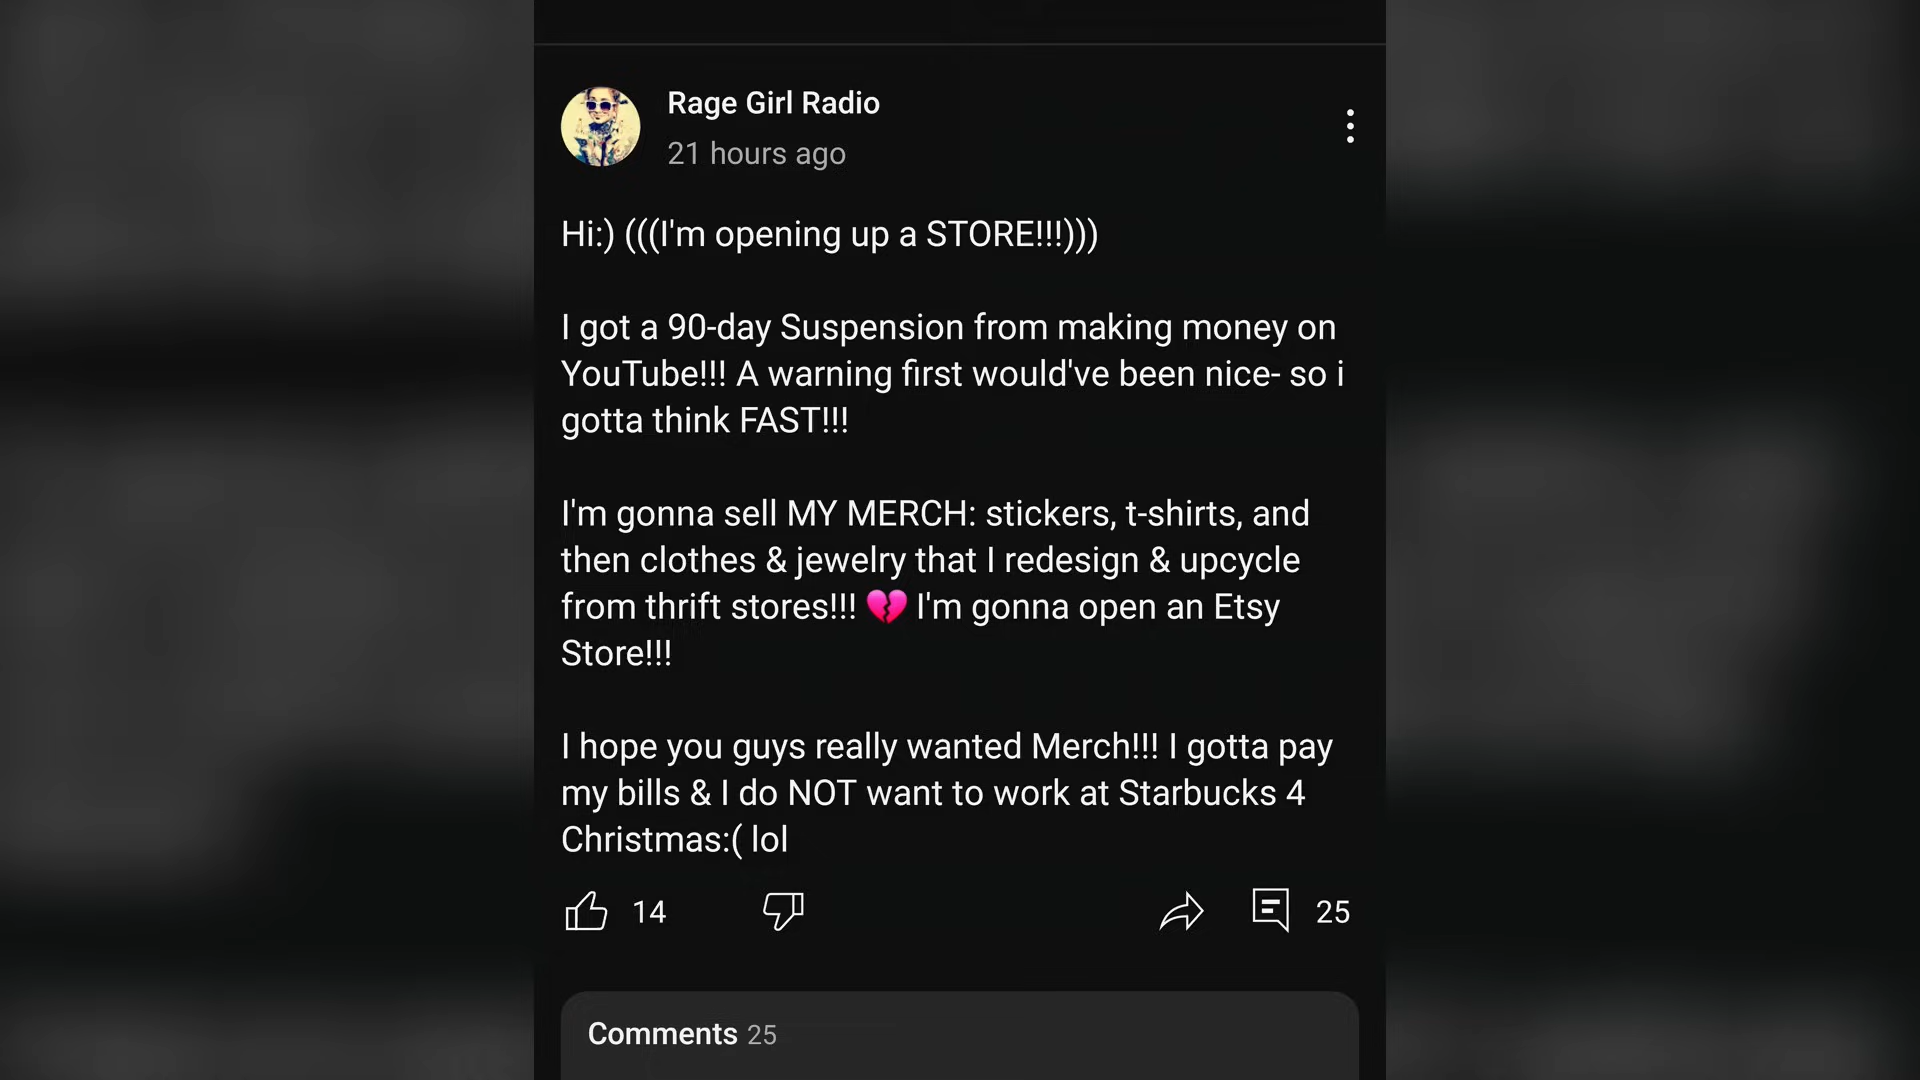 Rage Girl Radio
21 hours ago
Hi:) (((I'm opening up a STORE!!!)))
I got a 90-day Suspension from making money on
YouTube!!! A warning first would've been nice- so i
gotta think FAST!!!
I'm gonna sell MY MERCH: stickers, t-shirts, and
then clothes & jewelry that I redesign & upcycle
from thrift stores!!! 💔 I'm gonna open an Etsy
Store!!!
I hope you guys really wanted Merch!!! I gotta pay
my bills & I do NOT want to work at Starbucks 4
Christmas:( lol
14
25
Comments 25